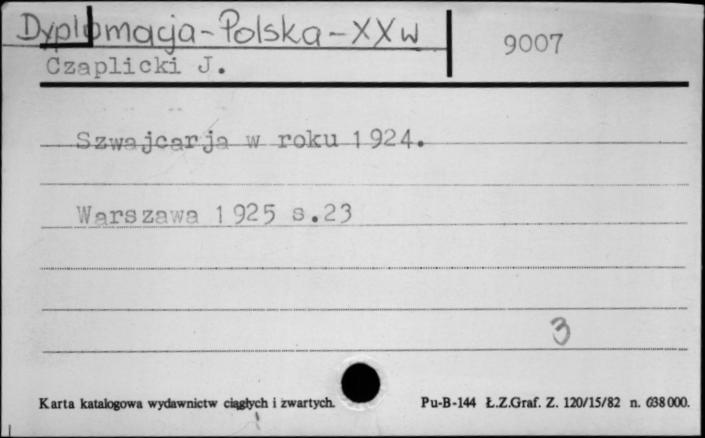 Dyplomacja-Polska-XXw
9007
Czaplicki J.
Szwajcarja w roku 1924.
Warszawa 1925 s.23
3
Karta katalogowa wydawnictw ciągłych i zwartych. Pu-B-144 Ł.Z.Graf. Z. 120/15/82 n. 038000.